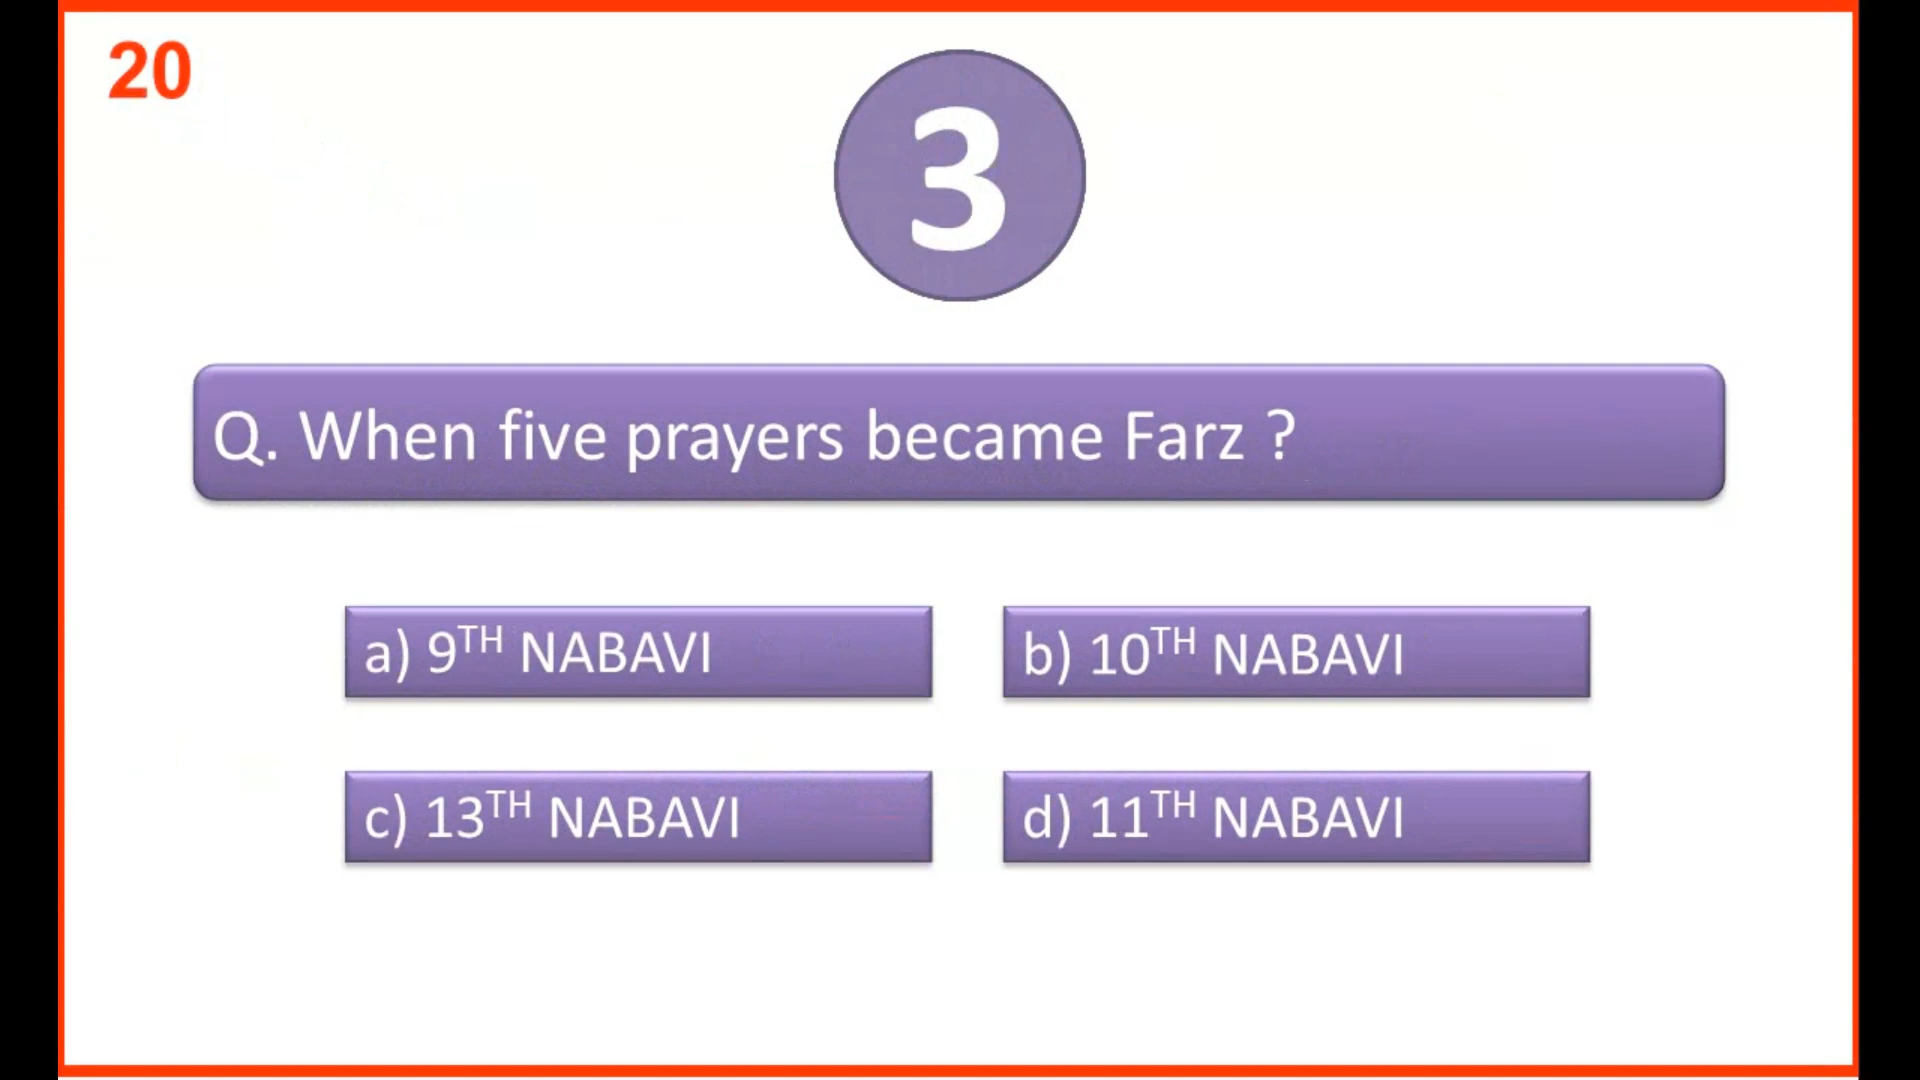 20
3
Q. When five prayers became Farz ?
a) 9TH NABAVI
b) 10TH NABAVI
c) 13TH NABAVI
d) 11TH NABAVI